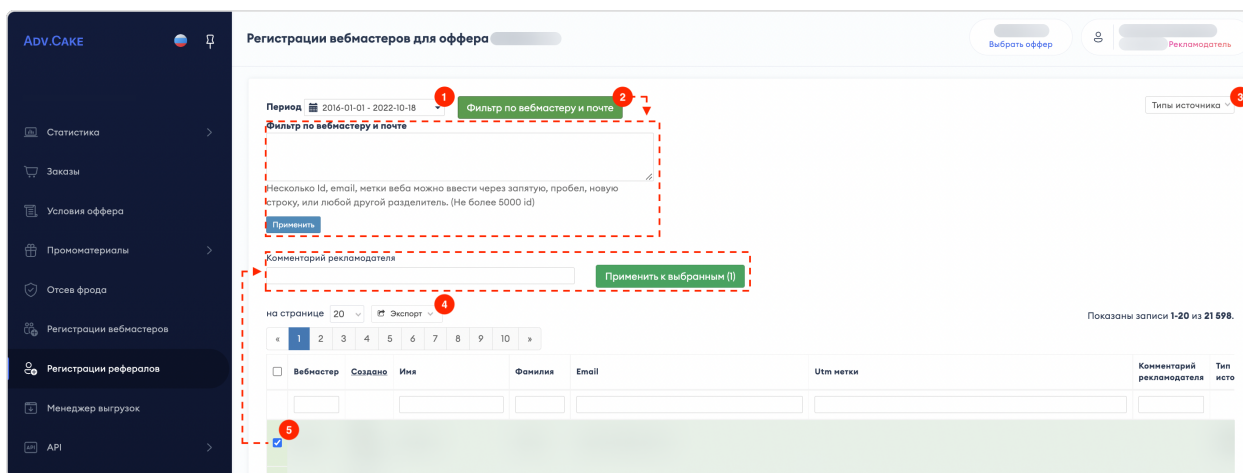 ADV.CAKE
Регистрации вебмастеров для оффера
Выбрать оффер
Рекламодатель
Статистика
Заказы
Условия оффера
Промоматериалы
Отсев фрода
Регистрации вебмастеров
Регистрации рефералов
Менеджер выгрузок
API
API
Период 2016-01-01 - 2022-10-18
1
Фильтр по вебмастеру и почте
2
Типы источника
3
Фильтр по вебмастеру и почте
Несколько Id, email, метки веба можно ввести через запятую, пробел, новую
строку, или любой другой разделитель. (Не более 5000 id)
Применить
Комментарий рекламодателя
Применить к выбранным (1)
на странице 20
Экспорт
4
Показаны записи 1-20 из 21 598.
« 1 2 3 4 5 6 7 8 9 10 »
Вебмастер Создано Имя Фамилия Email Utm метки Комментарий рекламодателя Тип исто
5